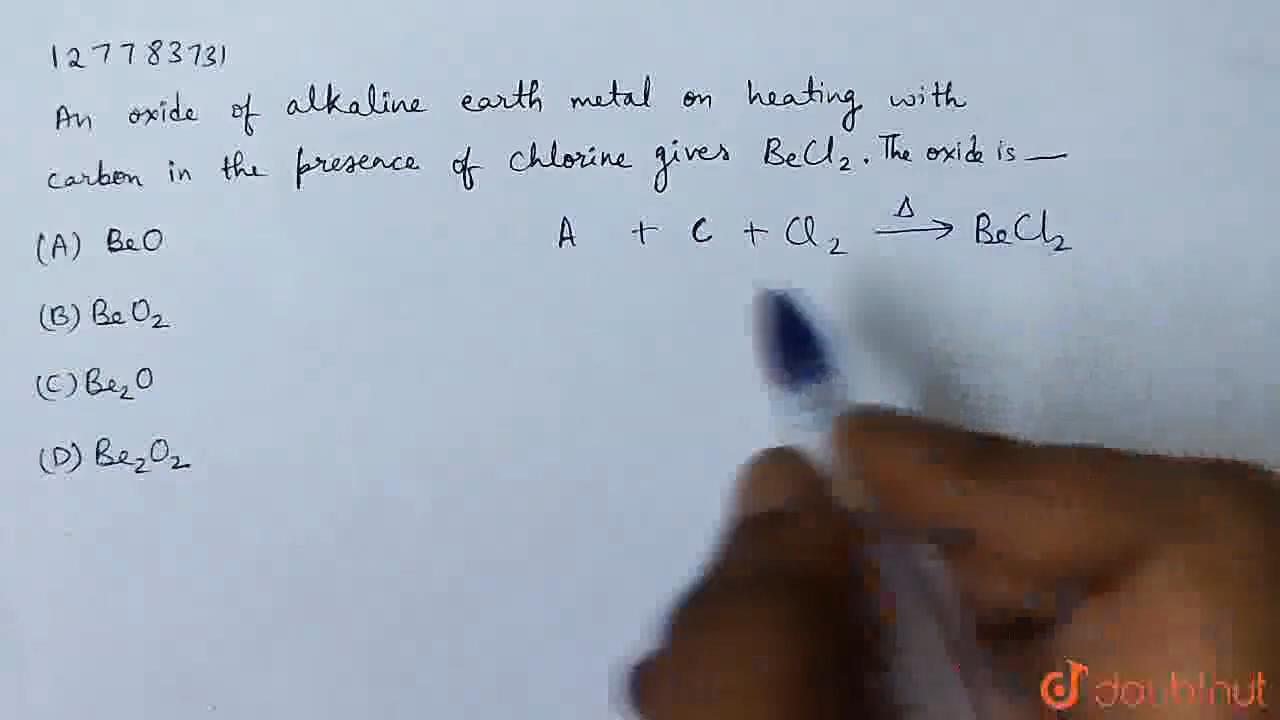 127783731
An oxide of alkaline earth metal on heating with
carbon in the presence of chlorine gives BeCl₂. The oxide is —
A + C + Cl₂ —Δ→ BeCl₂
(A) BeO
(B) BeO₂
(C) Be₂O
(D) Be₂O₂
doubtnut